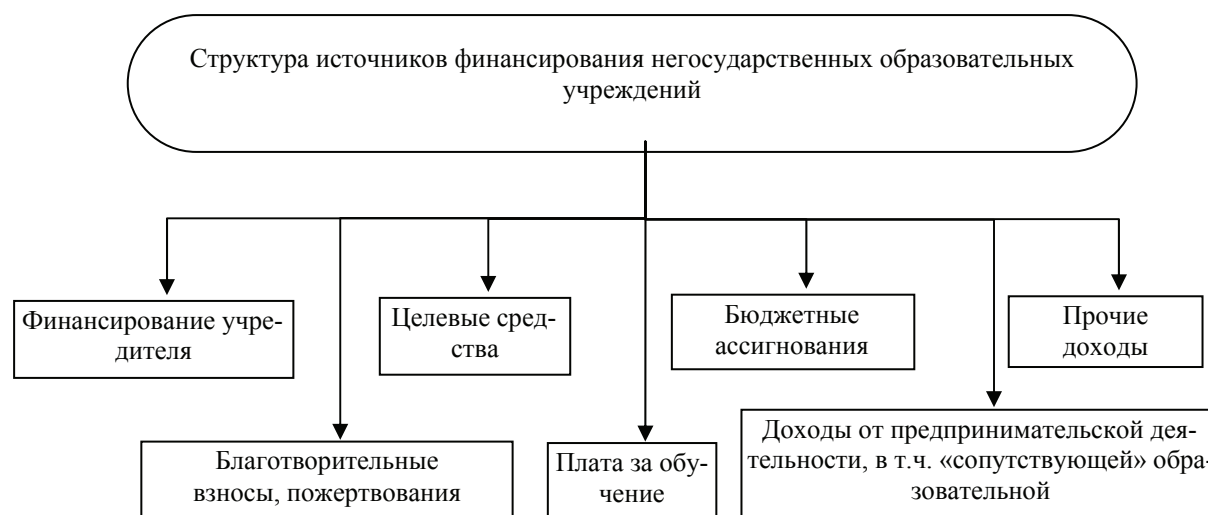 Структура источников финансирования негосударственных образовательных
учреждений
Финансирование учре-
дителя
Целевые сред-
ства
Бюджетные
ассигнования
Прочие
доходы
Благотворительные
взносы, пожертвования
Плата за обу-
чение
Доходы от предпринимательской дея-
тельности, в т.ч. «сопутствующей» обра-
зовательной